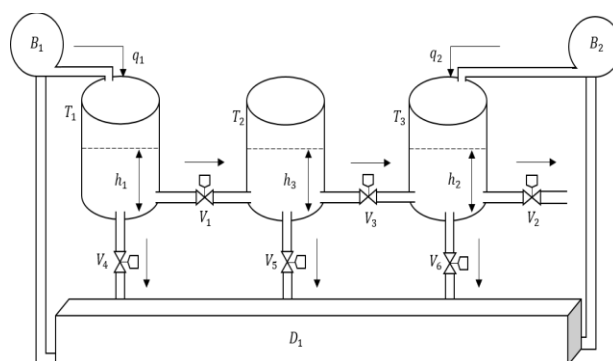 B₁
q₁
q₂
B₂
T₁
T₂
T₃
h₁
h₃
h₂
V₁
V₃
V₂
V₄
V₅
V₆
D₁